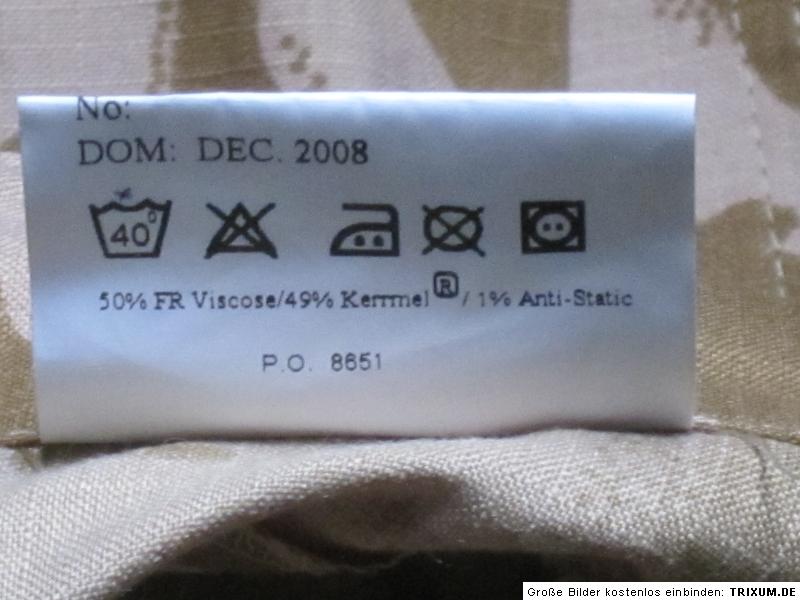 No:
DOM: DEC. 2008
40°
50% FR Viscose/49% Kermel® / 1% Anti-Static
P.O. 8651
Große Bilder kostenlos einbinden: TRIXUM.DE